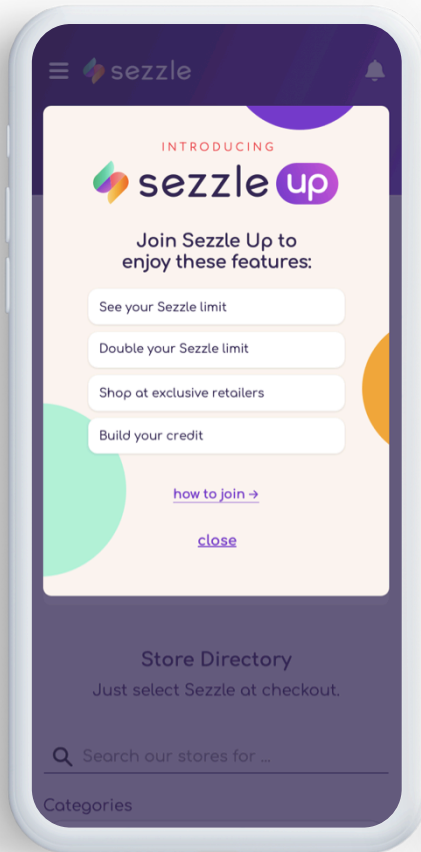 sezzle
INTRODUCING
sezzle up
Join Sezzle Up to
enjoy these features:
See your Sezzle limit
Double your Sezzle limit
Shop at exclusive retailers
Build your credit
how to join →
close
Store Directory
Just select Sezzle at checkout.
Search our stores for ...
Categories